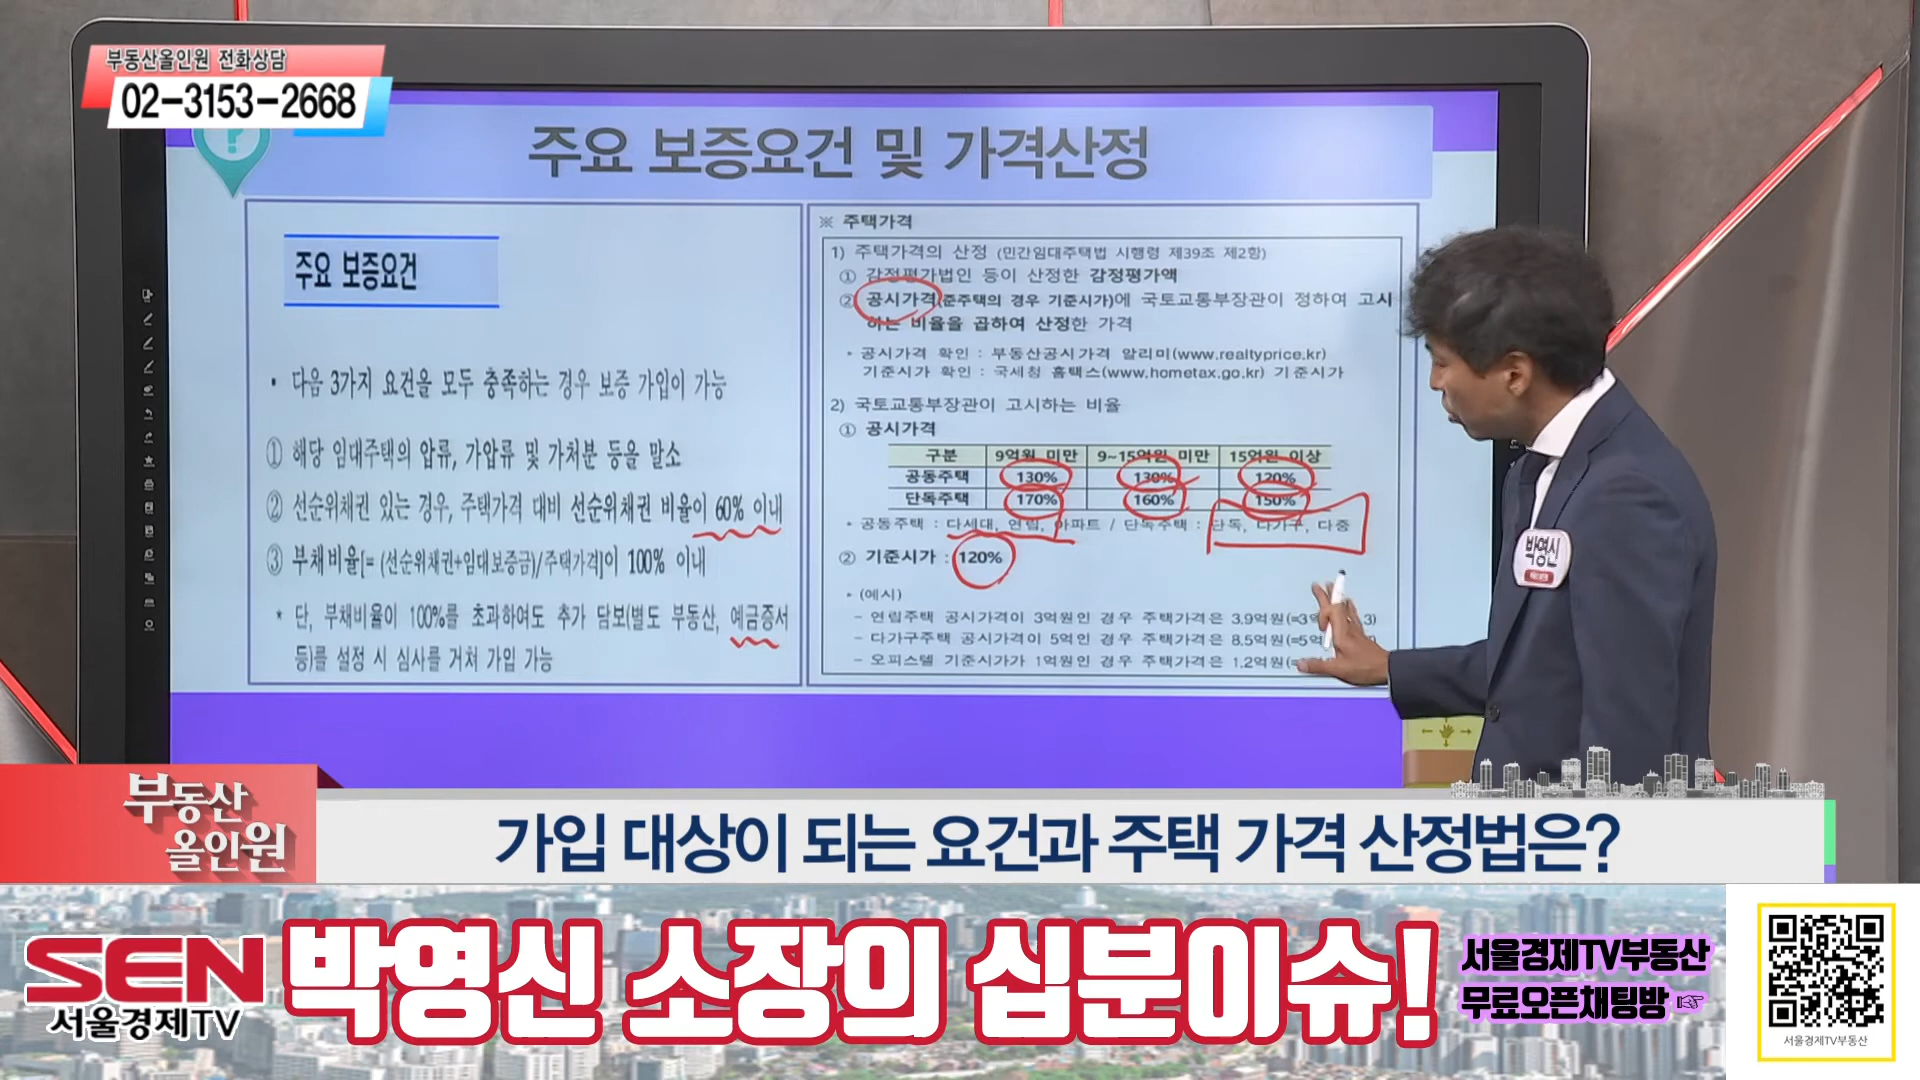 부동산올인원 전화상담
02-3153-2668
주요 보증요건 및 가격산정
주요 보증요건
▪ 다음 3가지 요건을 모두 충족하는 경우 보증 가입이 가능
① 해당 임대주택의 압류, 가압류 및 가처분 등을 말소
② 선순위채권 있는 경우, 주택가격 대비 선순위채권 비율이 60% 이내
③ 부채비율[= (선순위채권+임대보증금)/주택가격]이 100% 이내
* 단, 부채비율이 100%를 초과하여도 추가 담보(별도 부동산, 예금증서
등)를 설정 시 심사를 거쳐 가입 가능
※ 주택가격
1) 주택가격의 산정 (민간임대주택법 시행령 제39조 제2항)
① 감정평가법인 등이 산정한 감정평가액
② 공시가격(준주택의 경우 기준시가)에 국토교통부장관이 정하여 고시
하는 비율을 곱하여 산정한 가격
* 공시가격 확인 : 부동산공시가격 알리미(www.realtyprice.kr)
기준시가 확인 : 국세청 홈택스(www.hometax.go.kr) 기준시가
2) 국토교통부장관이 고시하는 비율
① 공시가격
구분 9억원 미만 9~15억원 미만 15억원 이상
공동주택 130% 130% 120%
단독주택 170% 160% 150%
* 공동주택 : 다세대, 연립, 아파트 / 단독주택 : 단독, 다가구, 다중
② 기준시가 : 120%
* (예시)
- 연립주택 공시가격이 3억원인 경우 주택가격은 3.9억원(=3억 3)
- 다가구주택 공시가격이 5억인 경우 주택가격은 8.5억원(=5억
- 오피스텔 기준시가가 1억원인 경우 주택가격은 1.2억원(=
박영신
부동산
올인원
가입 대상이 되는 요건과 주택 가격 산정법은?
SEN
서울경제TV
박영신 소장의 십분이슈!
서울경제TV부동산
무료오픈채팅방 ☞
서울경제TV부동산